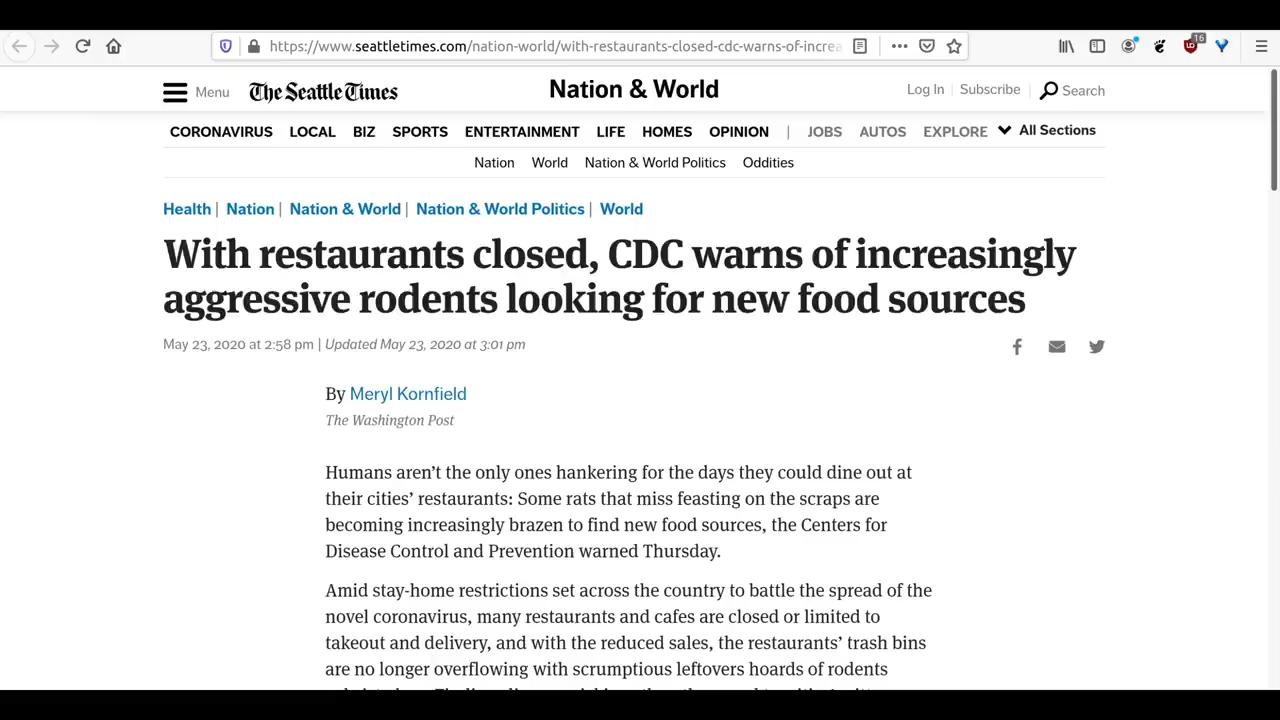 https://www.seattletimes.com/nation-world/with-restaurants-closed-cdc-warns-of-increa
16
Menu
The Seattle Times
Nation & World
Log In | Subscribe | Search
CORONAVIRUS LOCAL BIZ SPORTS ENTERTAINMENT LIFE HOMES OPINION | JOBS AUTOS EXPLORE All Sections
Nation World Nation & World Politics Oddities
Health | Nation | Nation & World | Nation & World Politics | World
With restaurants closed, CDC warns of increasingly
aggressive rodents looking for new food sources
May 23, 2020 at 2:58 pm | Updated May 23, 2020 at 3:01 pm
By Meryl Kornfield
The Washington Post
Humans aren’t the only ones hankering for the days they could dine out at
their cities’ restaurants: Some rats that miss feasting on the scraps are
becoming increasingly brazen to find new food sources, the Centers for
Disease Control and Prevention warned Thursday.
Amid stay-home restrictions set across the country to battle the spread of the
novel coronavirus, many restaurants and cafes are closed or limited to
takeout and delivery, and with the reduced sales, the restaurants’ trash bins
are no longer overflowing with scrumptious leftovers hoards of rodents